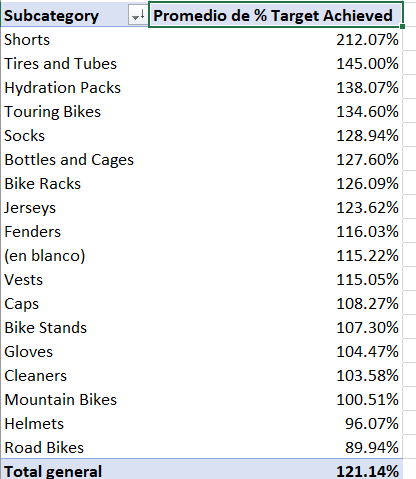 Subcategory Promedio de % Target Achieved
Shorts 212.07%
Tires and Tubes 145.00%
Hydration Packs 138.07%
Touring Bikes 134.60%
Socks 128.94%
Bottles and Cages 127.60%
Bike Racks 126.09%
Jerseys 123.62%
Fenders 116.03%
(en blanco) 115.22%
Vests 115.05%
Caps 108.27%
Bike Stands 107.30%
Gloves 104.47%
Cleaners 103.58%
Mountain Bikes 100.51%
Helmets 96.07%
Road Bikes 89.94%
Total general 121.14%